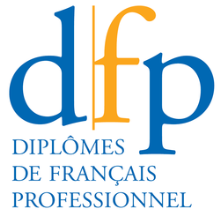 dfp
DIPLÔMES
DE FRANÇAIS
PROFESSIONNEL